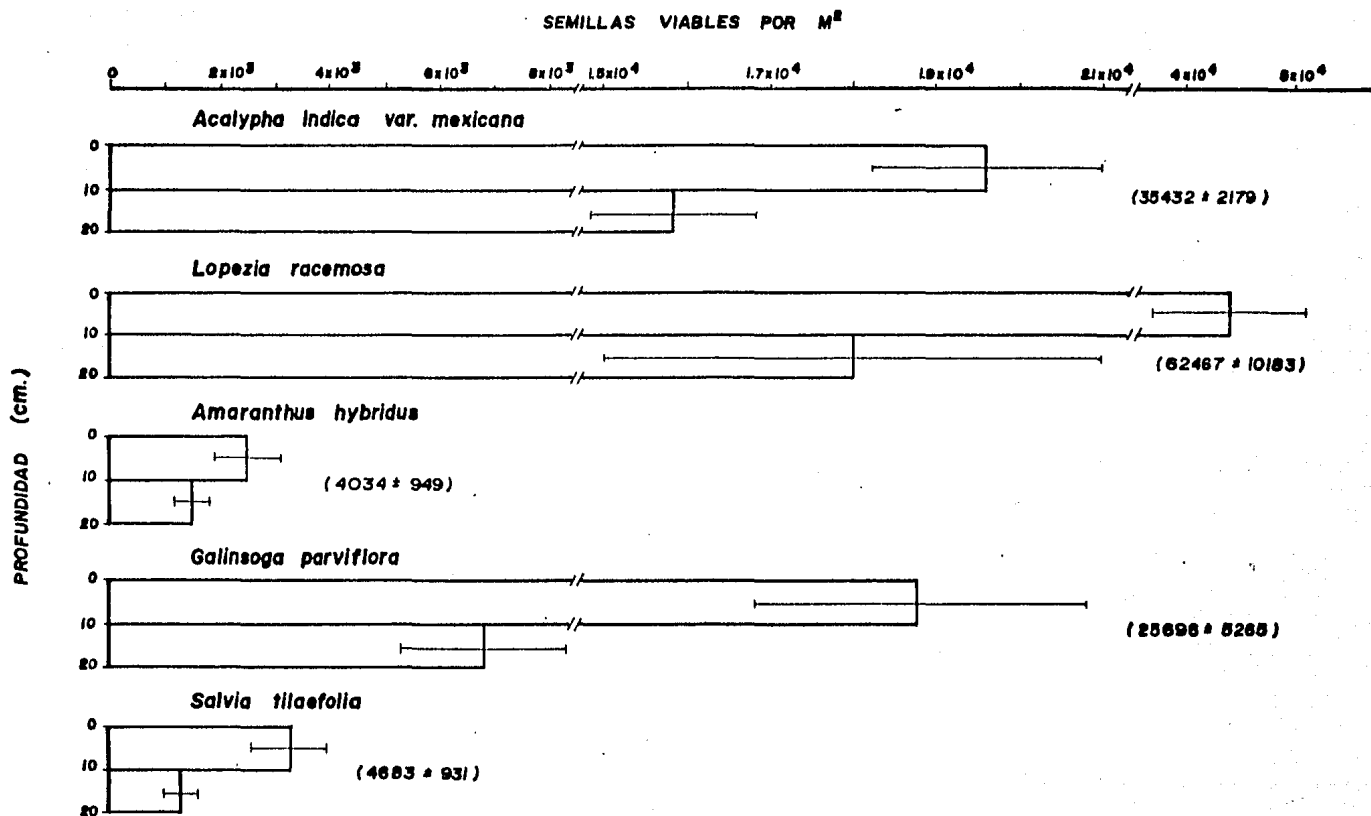 SEMILLAS VIABLES POR M²
0 2x10³ 4x10³ 6x10³ 8x10³ 1.5x10⁴ 1.7x10⁴ 1.9x10⁴ 2.1x10⁴ 4x10⁴ 5x10⁴
PROFUNDIDAD (cm.)
Acalypha indica var. mexicana
0
10
(35432 ± 2179)
20
Lopezia racemosa
0
10
(62467 ± 10183)
20
Amaranthus hybridus
0
10
(4034 ± 949)
20
Galinsoga parviflora
0
10
(25696 ± 5265)
20
Salvia tilaefolia
0
10
(4683 ± 931)
20